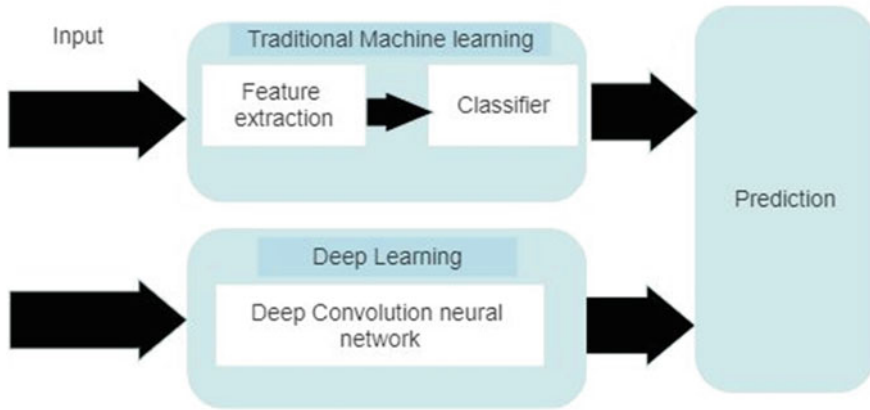 Input
Traditional Machine learning
Feature
extraction
Classifier
Deep Learning
Deep Convolution neural
network
Prediction